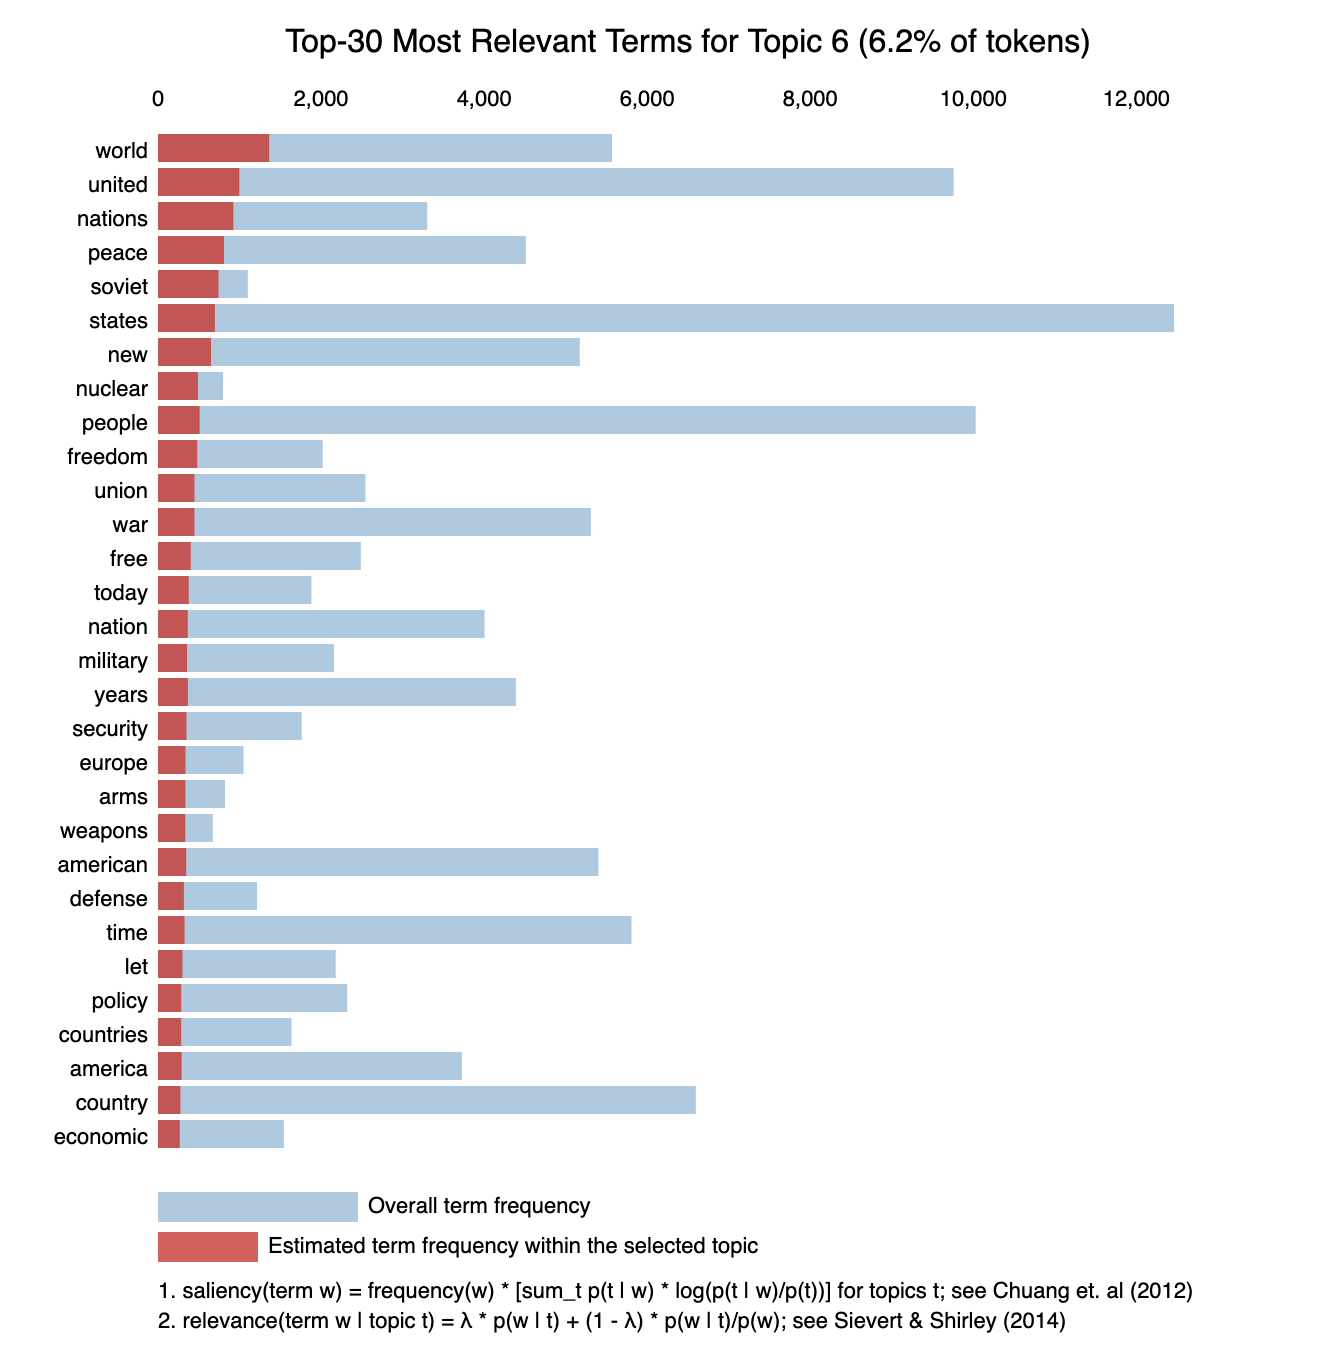 Top-30 Most Relevant Terms for Topic 6 (6.2% of tokens)
0 2,000 4,000 6,000 8,000 10,000 12,000
world
united
nations
peace
soviet
states
new
nuclear
people
freedom
union
war
free
today
nation
military
years
security
europe
arms
weapons
american
defense
time
let
policy
countries
america
country
economic
Overall term frequency
Estimated term frequency within the selected topic
1. saliency(term w) = frequency(w) * [sum_t p(t | w) * log(p(t | w)/p(t))] for topics t; see Chuang et. al (2012)
2. relevance(term w | topic t) = λ * p(w | t) + (1 - λ) * p(w | t)/p(w); see Sievert & Shirley (2014)